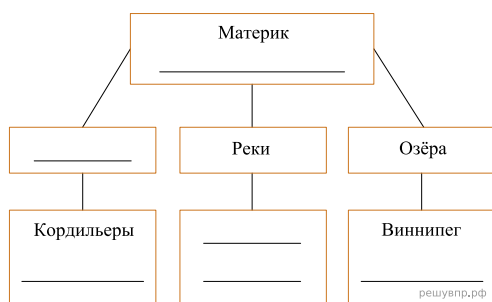 Материк
Реки
Озёра
Кордильеры
Виннипег
решувпр.рф